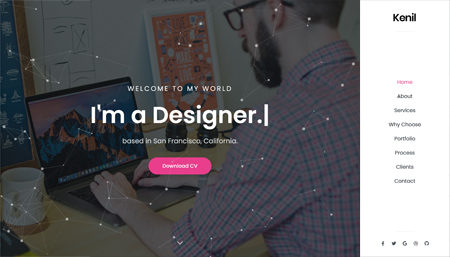 WELCOME TO MY WORLD
I'm a Designer.|
based in San Francisco, California.
Download CV
Kenil
Home
About
Services
Why Choose
Portfolio
Process
Clients
Contact